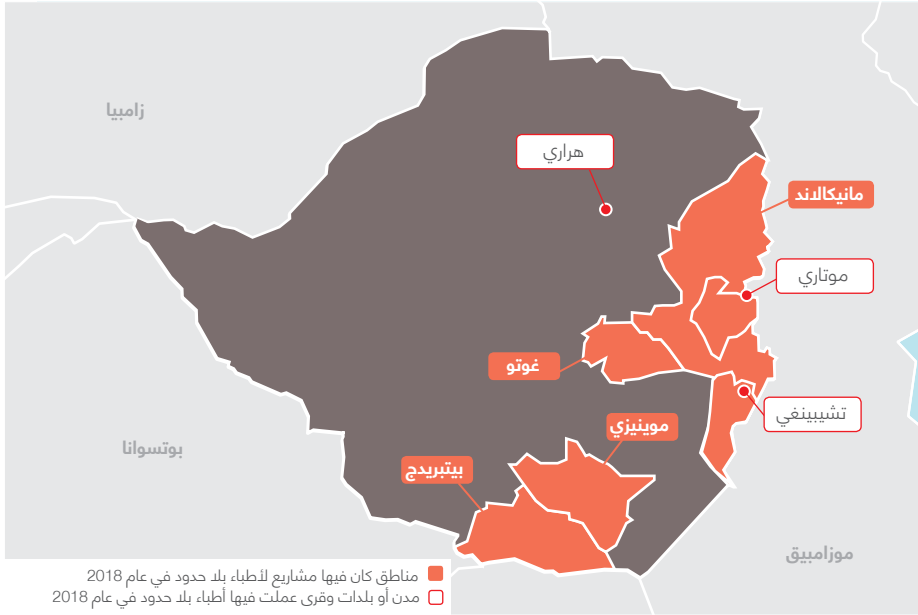 زامبيا
هراري
مانيكالاند
موتاري
غوتو
تشيبينغي
موينيزي
بوتسوانا
بيتبريدج
موزامبيق
مناطق كان فيها مشاريع لأطباء بلا حدود في عام 2018
مدن أو بلدات وقرى عملت فيها أطباء بلا حدود في عام 2018